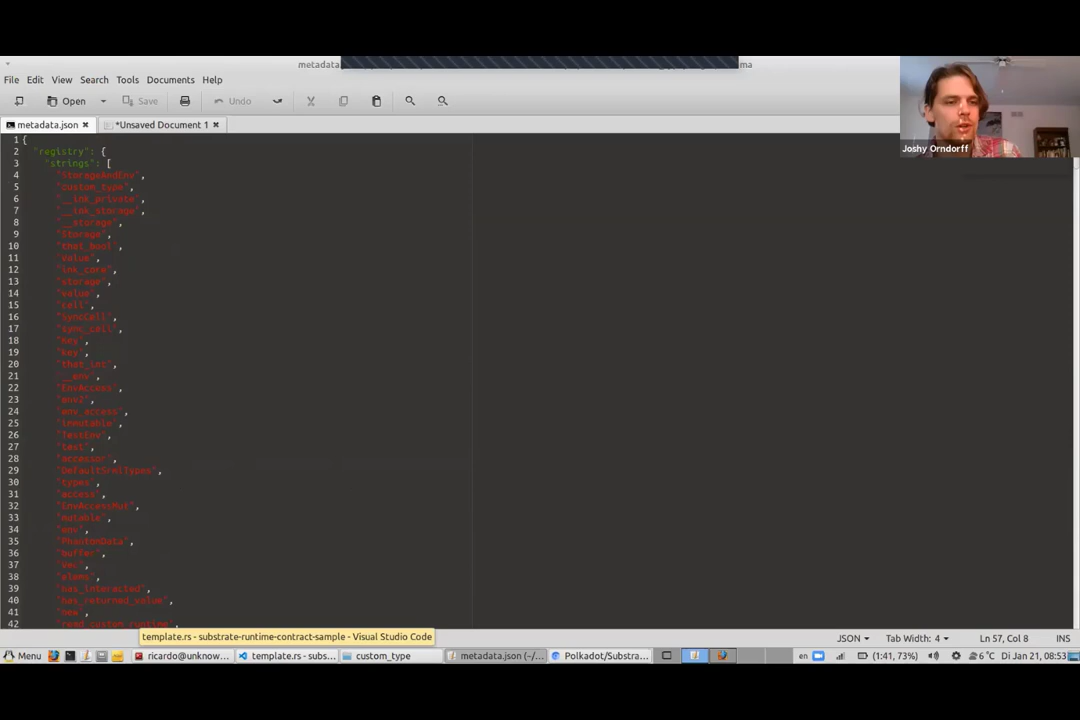 metadata
ma
File Edit View Search Tools Documents Help
Open Save Undo
metadata.json *Unsaved Document 1
Joshy Orndorff
1 {
2 "registry": {
3 "strings": [
4 "StorageAndEnv",
5 "custom_type",
6 "__ink_private",
7 "__ink_storage",
8 "__storage",
9 "Storage",
10 "that_bool",
11 "Value",
12 "ink_core",
13 "storage",
14 "value",
15 "cell",
16 "SyncCell",
17 "sync_cell",
18 "Key",
19 "key",
20 "that_int",
21 "__env",
22 "EnvAccess",
23 "env2",
24 "env_access",
25 "immutable",
26 "TestEnv",
27 "test",
28 "accessor",
29 "DefaultSrmlTypes",
30 "types",
31 "access",
32 "EnvAccessMut",
33 "mutable",
34 "env",
35 "PhantomData",
36 "buffer",
37 "Vec",
38 "elems",
39 "has_interacted",
40 "has_returned_value",
41 "new",
42 "read_custom_runtime",
template.rs - substrate-runtime-contract-sample - Visual Studio Code
JSON Tab Width: 4 Ln 57, Col 8 INS
Menu ricardo@unknow... template.rs - subs... custom_type metadata.json (~/... Polkadot/Substra... en (1:41, 73%) 6 °C Di Jan 21, 08:53